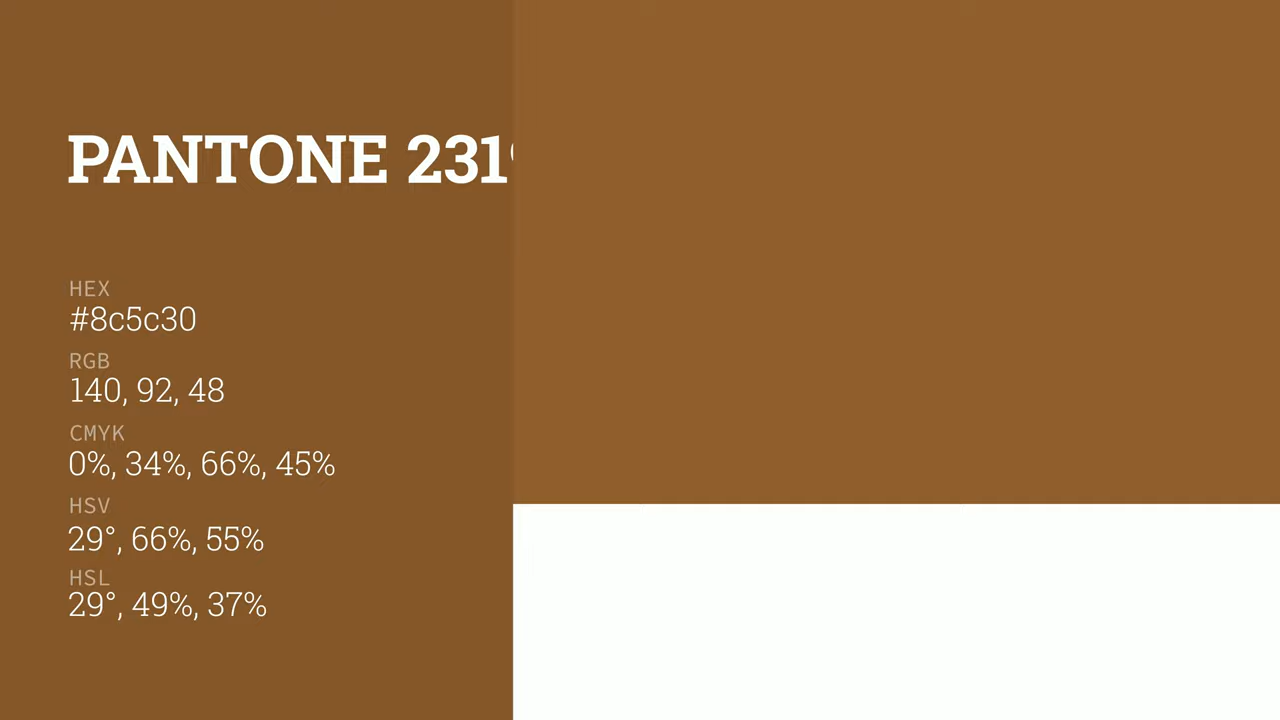 PANTONE 231
HEX
#8c5c30
RGB
140, 92, 48
CMYK
0%, 34%, 66%, 45%
HSV
29°, 66%, 55%
HSL
29°, 49%, 37%